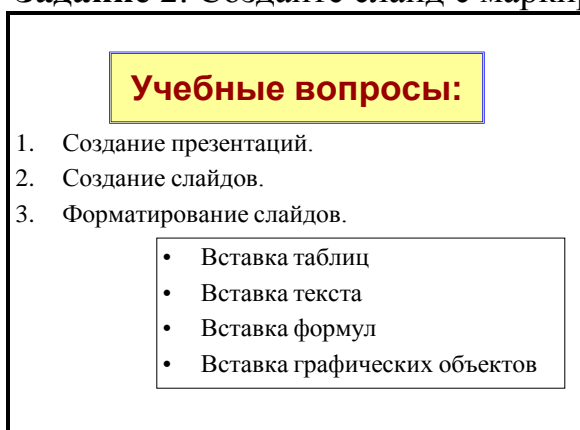 Задание 2. Создайте слайд с марки
Учебные вопросы:
1. Создание презентаций.
2. Создание слайдов.
3. Форматирование слайдов.
• Вставка таблиц
• Вставка текста
• Вставка формул
• Вставка графических объектов